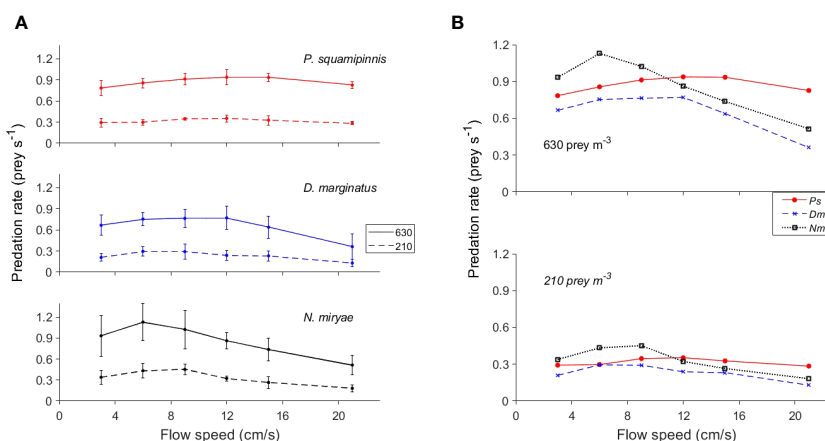 A
P. squamipinnis
1.2
0.9
0.6
0.3
0
D. marginatus
1.2
0.9
0.6
0.3
0
630
210
N. miryae
1.2
0.9
0.6
0.3
0
0 4 8 12 16 20
Flow speed (cm/s)
Predation rate (prey s-1)
B
1.2
0.9
0.6
0.3
0
630 prey m-3
Ps
Dm
Nm
210 prey m-3
1.2
0.9
0.6
0.3
0
0 4 8 12 16 20
Flow speed (cm/s)
Predation rate (prey s-1)